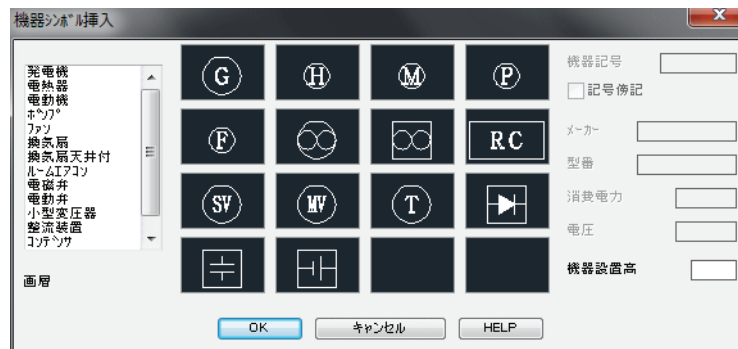 機器ｼﾝﾎﾞﾙ挿入
発電機
電熱器
電動機
ﾎﾟﾝﾌﾟ
ﾌｧﾝ
換気扇
換気扇天井付
ﾙｰﾑｴｱｺﾝ
電磁弁
電動弁
小型変圧器
整流装置
ｺﾝﾃﾞﾝｻ
画層
G H M P
F RC
SV MV T
機器記号
記号傍記
ﾒｰｶｰ
型番
消費電力
電圧
機器設置高
OK キャンセル HELP